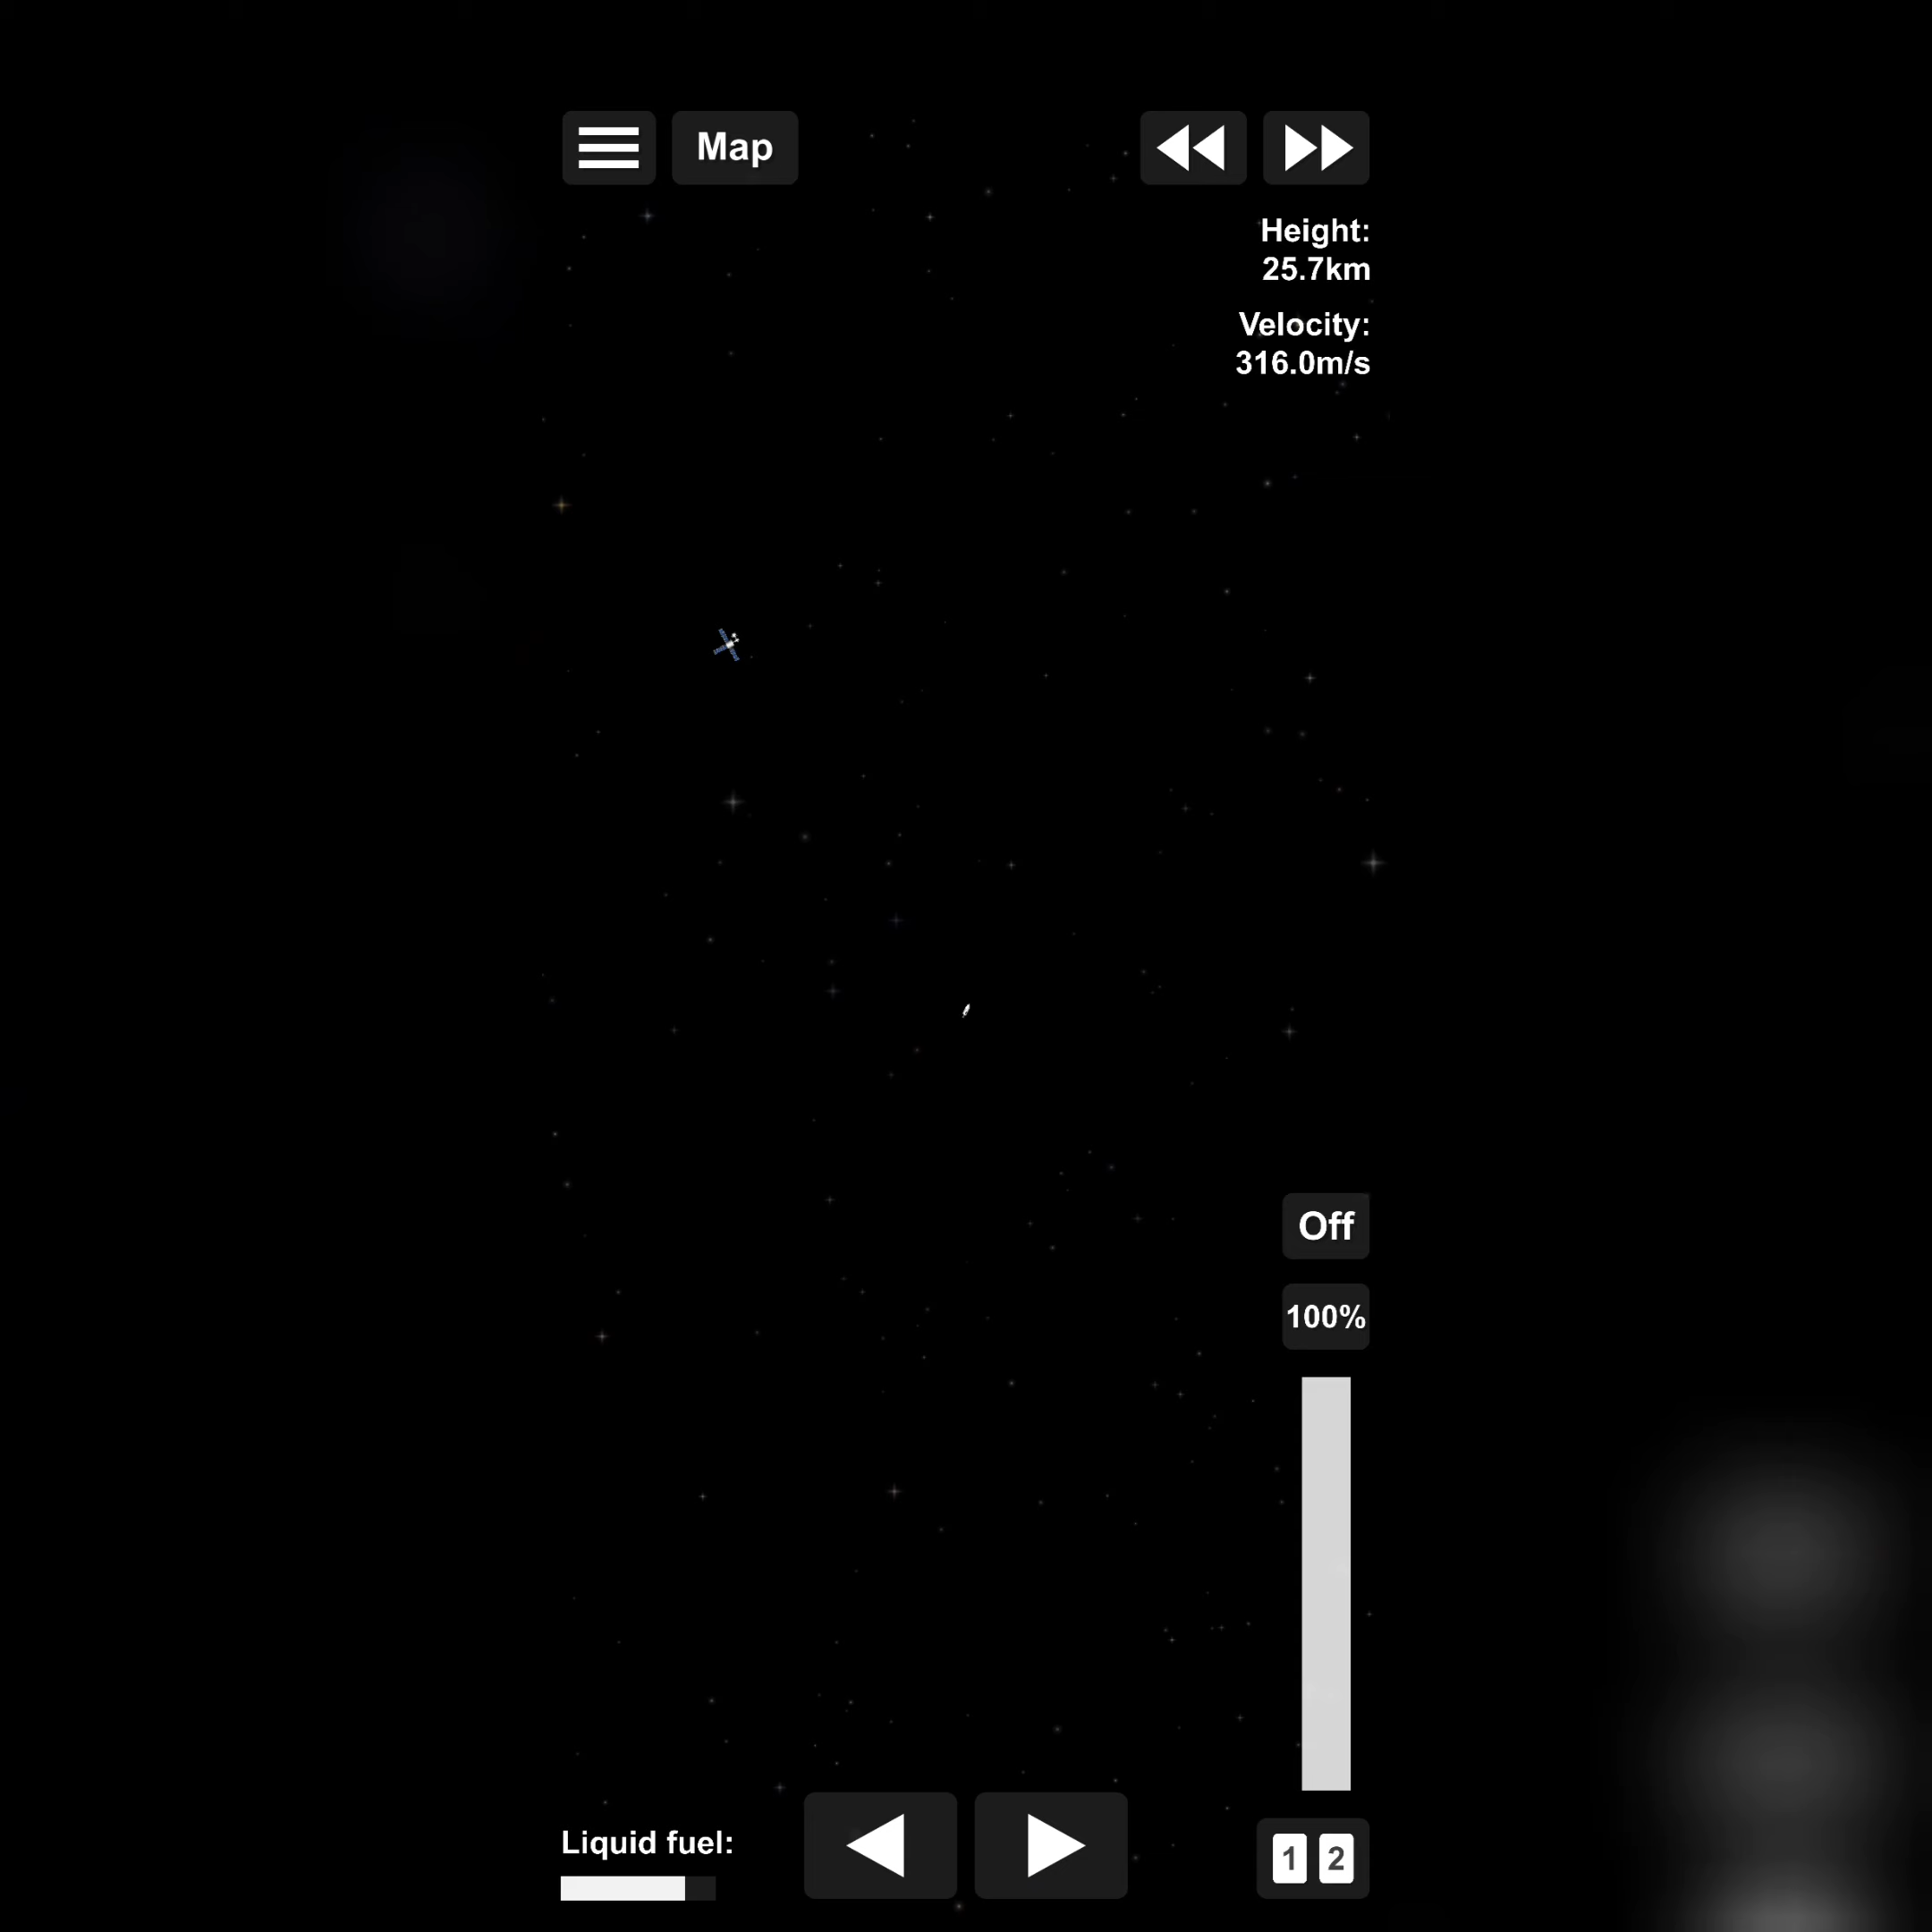 Map
Height:
25.7km
Velocity:
316.0m/s
Off
100%
Liquid fuel:
1 2